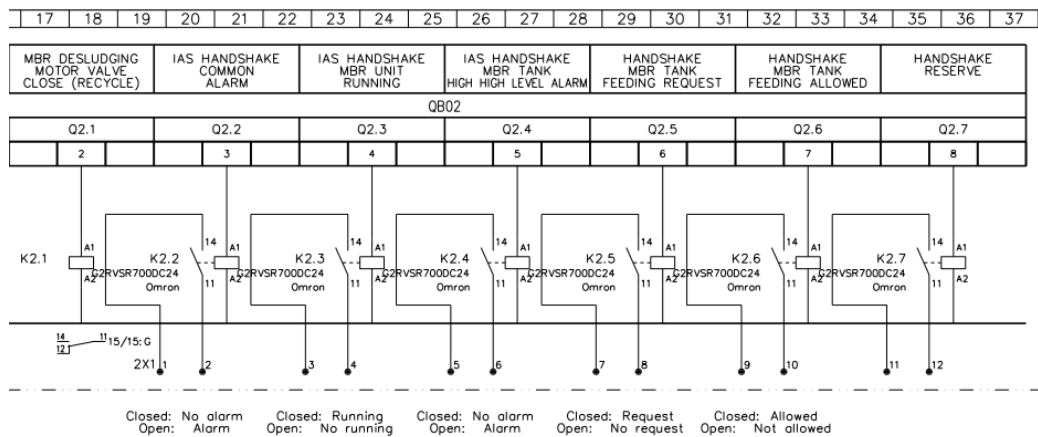 17 18 19 20 21 22 23 24 25 26 27 28 29 30 31 32 33 34 35 36 37
MBR DESLUDGING
MOTOR VALVE
CLOSE (RECYCLE)
IAS HANDSHAKE
COMMON
ALARM
IAS HANDSHAKE
MBR UNIT
RUNNING
IAS HANDSHAKE
MBR TANK
HIGH HIGH LEVEL ALARM
HANDSHAKE
MBR TANK
FEEDING REQUEST
HANDSHAKE
MBR TANK
FEEDING ALLOWED
HANDSHAKE
RESERVE
QB02
Q2.1 Q2.2 Q2.3 Q2.4 Q2.5 Q2.6 Q2.7
2 3 4 5 6 7 8
14 14 14 14 14 14
A1 A1 A1 A1 A1 A1 A1
K2.1 K2.2 K2.3 K2.4 K2.5 K2.6 K2.7
A2 A2 A2 A2 A2 A2 A2
G2RVSR700DC24 G2RVSR700DC24 G2RVSR700DC24 G2RVSR700DC24 G2RVSR700DC24 G2RVSR700DC24
11 11 11 11 11 11
Omron Omron Omron Omron Omron Omron
14 11 15/15:G
12
2X1 1 2 3 4 5 6 7 8 9 10 11 12
Closed: No alarm
Open: Alarm
Closed: Running
Open: No running
Closed: No alarm
Open: Alarm
Closed: Request
Open: No request
Closed: Allowed
Open: Not allowed